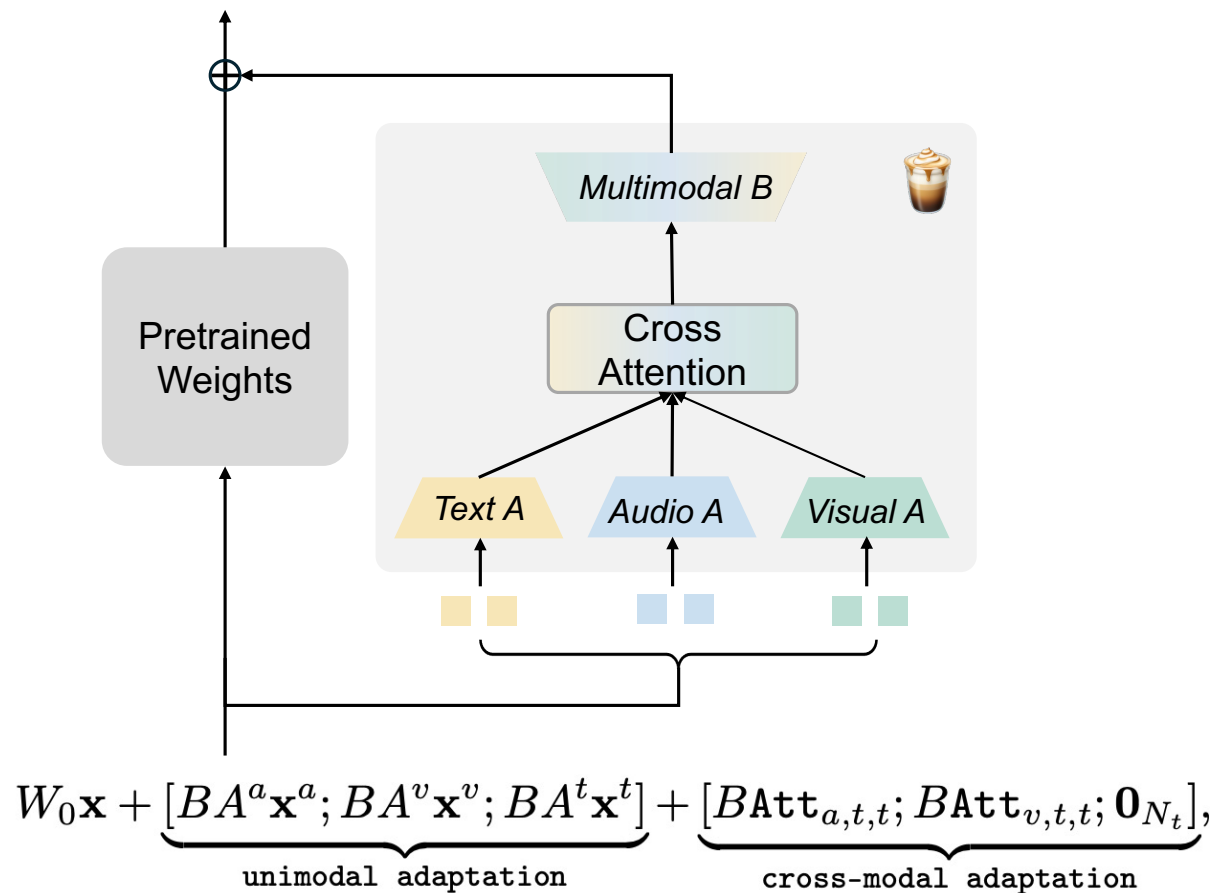 Multimodal B
Pretrained
Weights
Cross
Attention
Text A
Audio A
Visual A
W₀x + [BAᵃxᵃ; BAᵛxᵛ; BAᵗxᵗ] + [BAtt_{a,t,t}; BAtt_{v,t,t}; 0_{N_t}],
unimodal adaptation
cross-modal adaptation